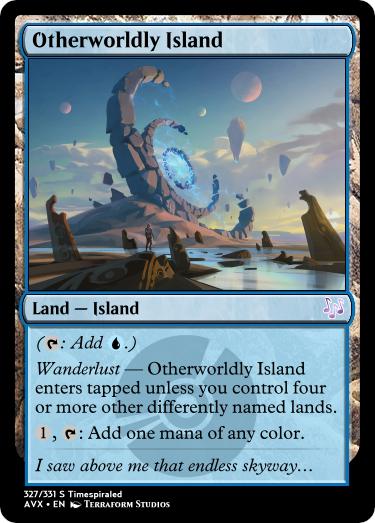 Otherworldly Island
Land — Island
(T: Add U.)
Wanderlust — Otherworldly Island
enters tapped unless you control four
or more other differently named lands.
1, T: Add one mana of any color.
I saw above me that endless skyway…
327/331 S Timespiraled
AVX • EN Terraform Studios